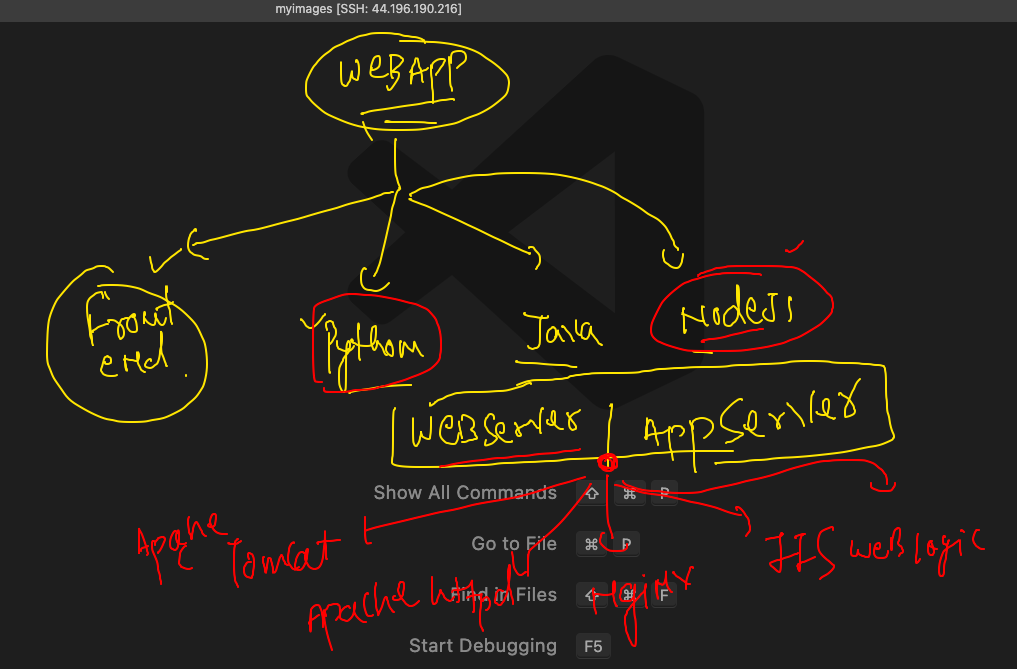 myimages [SSH: 44.196.190.216]
WEBAPP
Front
end.
Python
Java
NodeJS
WEBServer | AppServer
Show All Commands ⇧ ⌘ P
Go to File ⌘ P
Find in Files ⇧ ⌘ F
Start Debugging F5
Apache Tomcat
Apache httpd
nginx
IIS weblogic